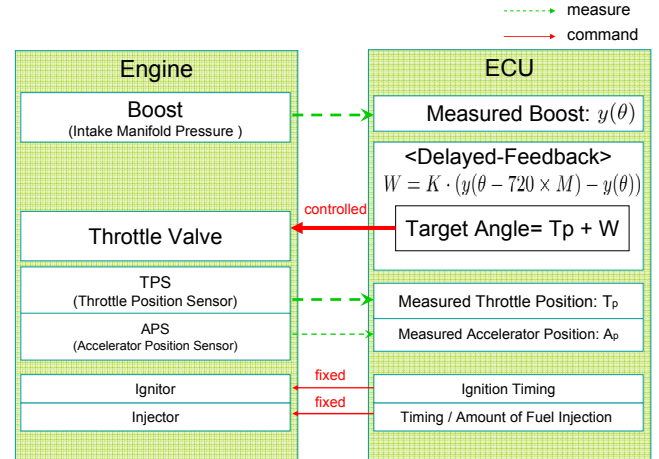 measure
command
Engine
ECU
Boost
(Intake Manifold Pressure )
Measured Boost: y(θ)
<Delayed-Feedback>
W = K · (y(θ − 720 × M) − y(θ))
controlled
Throttle Valve
Target Angle= Tp + W
TPS
(Throttle Position Sensor)
Measured Throttle Position: Tp
APS
(Accelerator Position Sensor)
Measured Accelerator Position: Ap
fixed
Ignitor
Ignition Timing
fixed
Injector
Timing / Amount of Fuel Injection